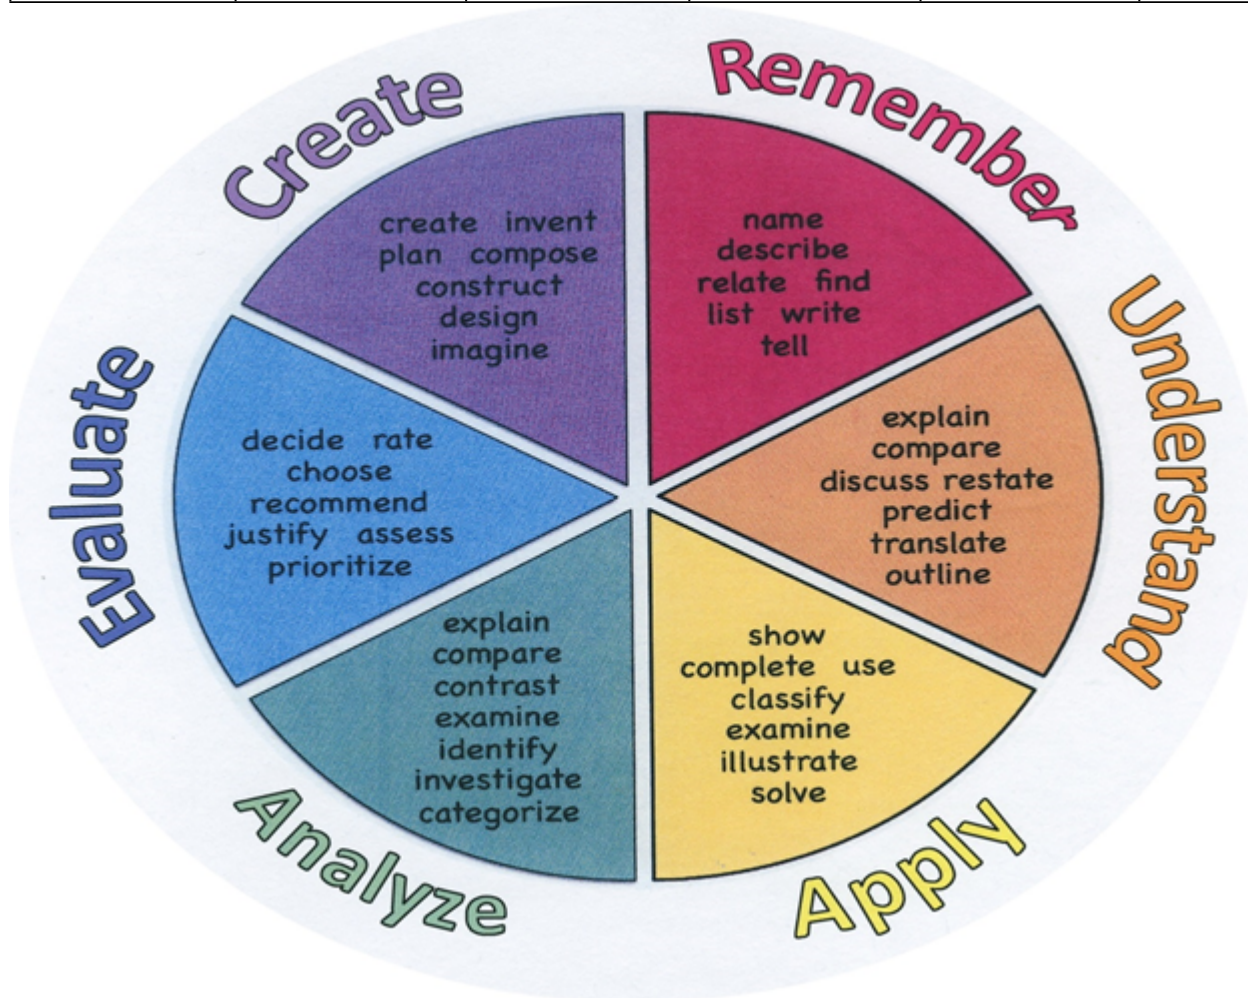 Remember
name
describe
relate find
list write
tell
Understand
explain
compare
discuss restate
predict
translate
outline
Apply
show
complete use
classify
examine
illustrate
solve
Analyze
explain
compare
contrast
examine
identify
investigate
categorize
Evaluate
decide rate
choose
recommend
justify assess
prioritize
Create
create invent
plan compose
construct
design
imagine